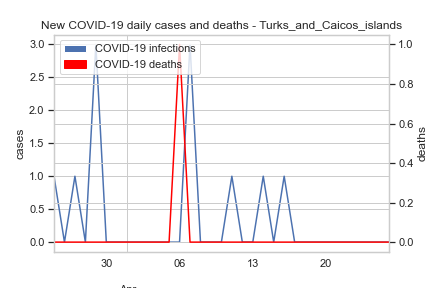 New COVID-19 daily cases and deaths - Turks_and_Caicos_islands
COVID-19 infections
COVID-19 deaths
3.0
2.5
2.0
1.5
1.0
0.5
0.0
cases
1.0
0.8
0.6
0.4
0.2
0.0
deaths
30 06 13 20